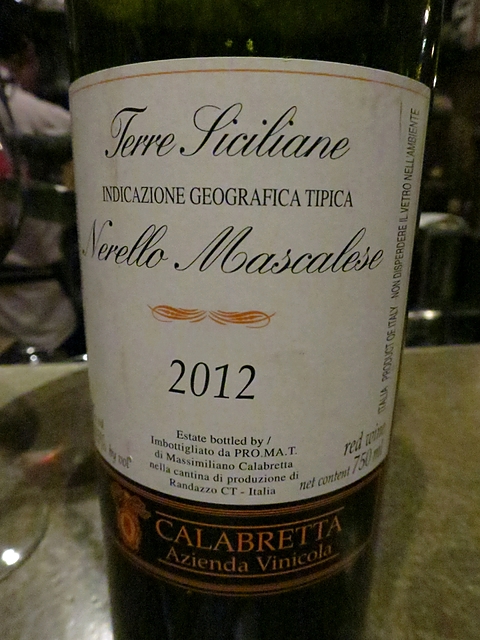 Terre Siciliane
INDICAZIONE GEOGRAFICA TIPICA
Nerello Mascalese
2012
Estate bottled by /
Imbottigliato da PRO.MA.T.
di Massimiliano Calabretta
nella cantina di produzione di
Randazzo CT - Italia
by vol
red wine
net content 750 ml
ITALIA PRODUCT OF ITALY NON DISPERDERE IL VETRO NELL'AMBIENTE
CALABRETTA
Azienda Vinicola